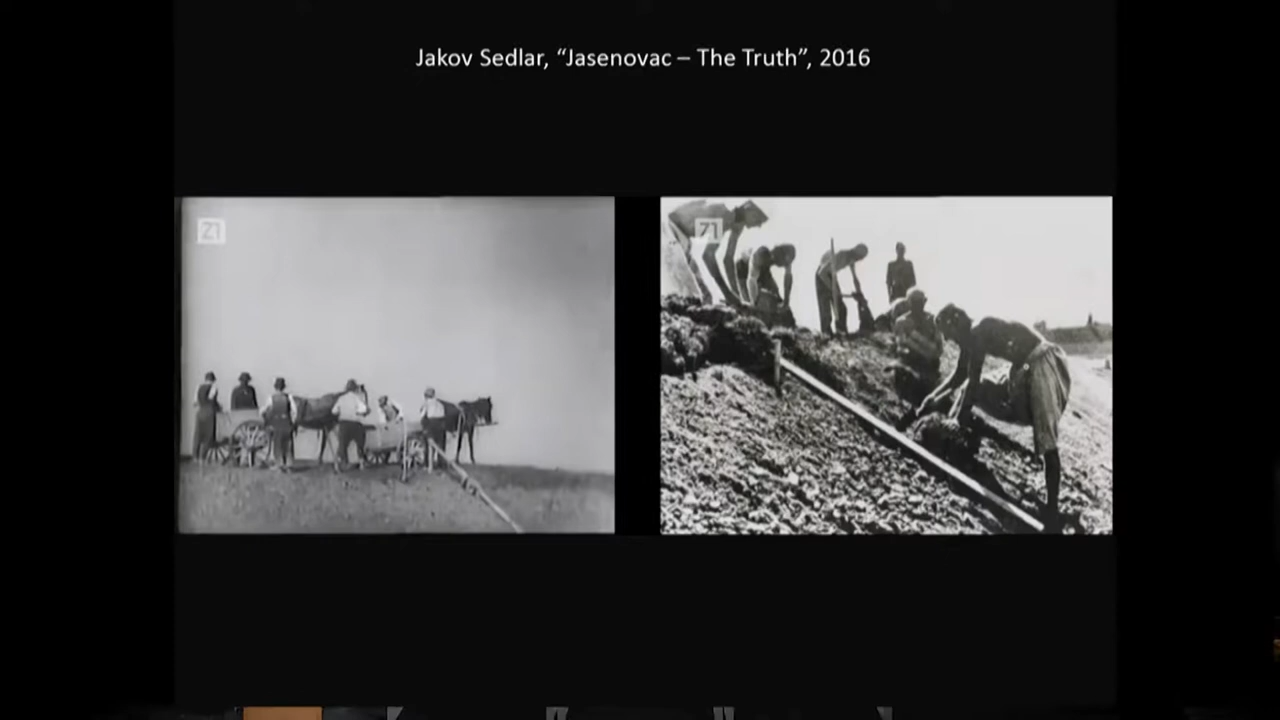 Jakov Sedlar, “Jasenovac – The Truth”, 2016
Z1
Z1